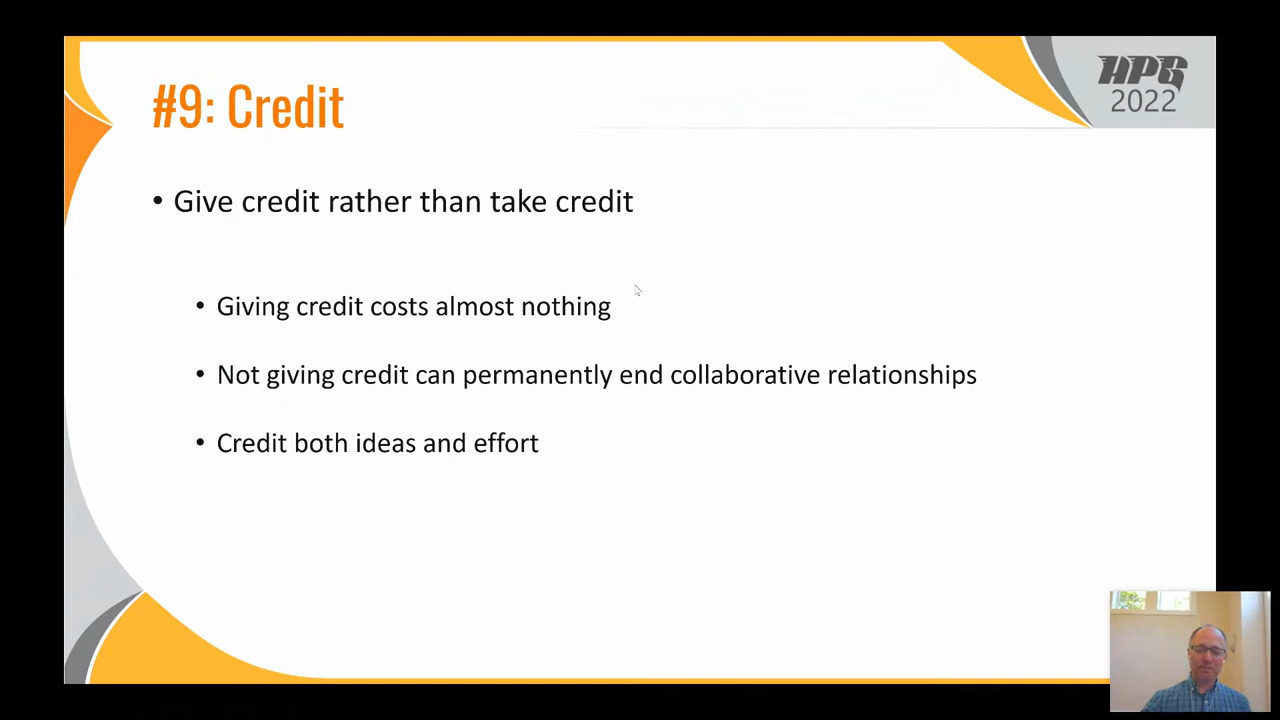 #9: Credit
HPG
2022
• Give credit rather than take credit
• Giving credit costs almost nothing
• Not giving credit can permanently end collaborative relationships
• Credit both ideas and effort